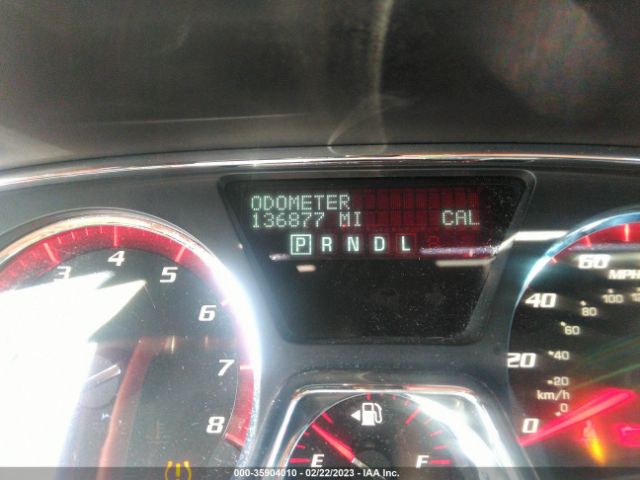 ODOMETER
136877 MI CAL
P R N D L
3 4 5 6 7 8
E F
0 20 40 60 MPH
0 20 40 60 80 100
km/h
000-35904010 - 02/22/2023 - IAA Inc.